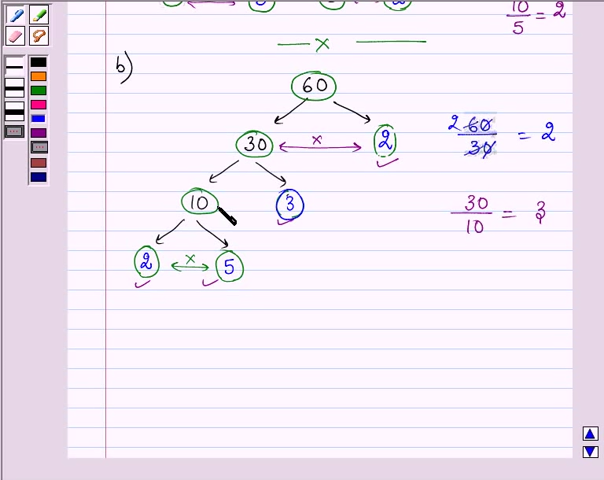 10/5 = 2
x
b)
60
30 x 2
2 60/30 = 2
10 3
30/10 = 3
2 x 5